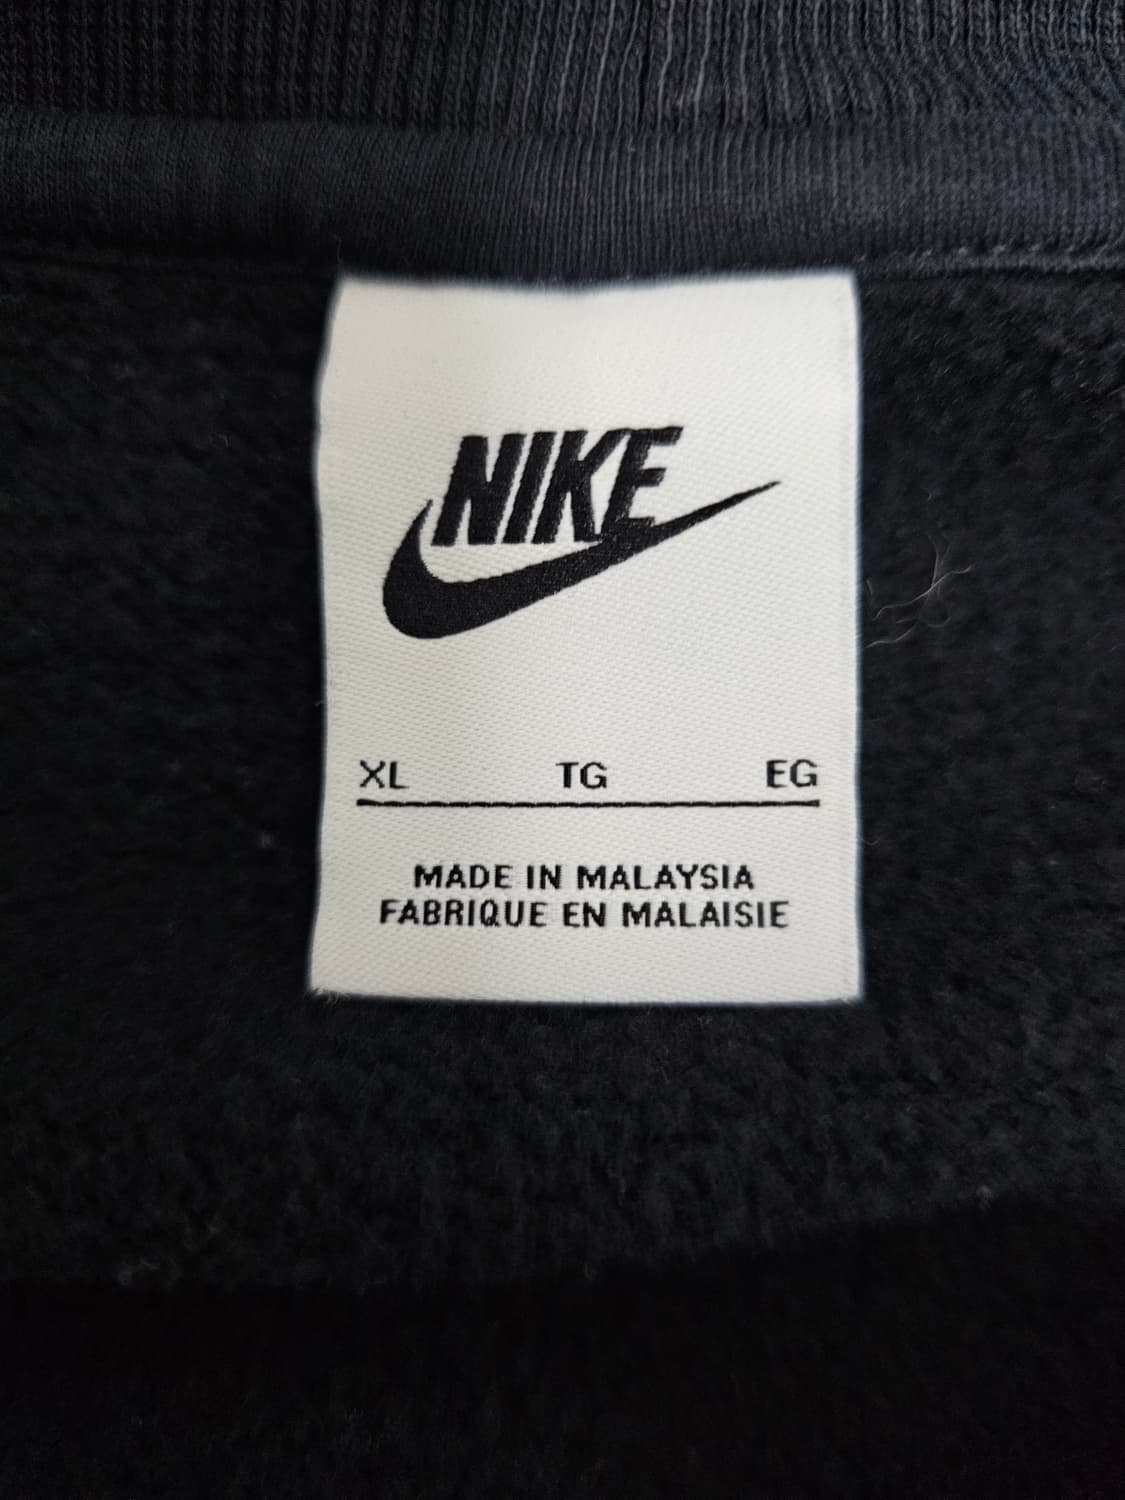 NIKE
XL TG EG
MADE IN MALAYSIA
FABRIQUE EN MALAISIE